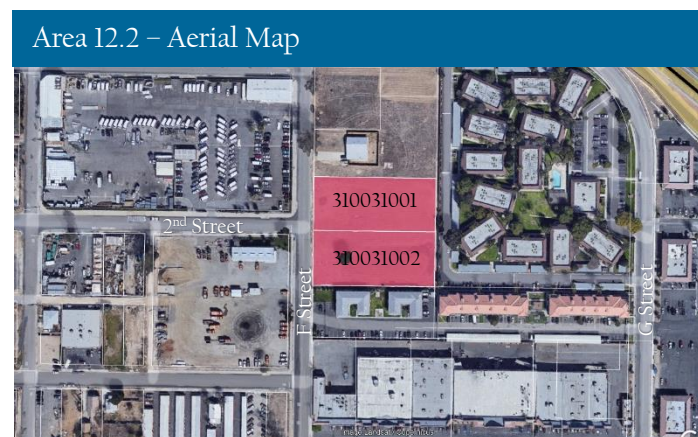 Area 12.2 – Aerial Map
310031001
2nd Street
310031002
F Street
G Street